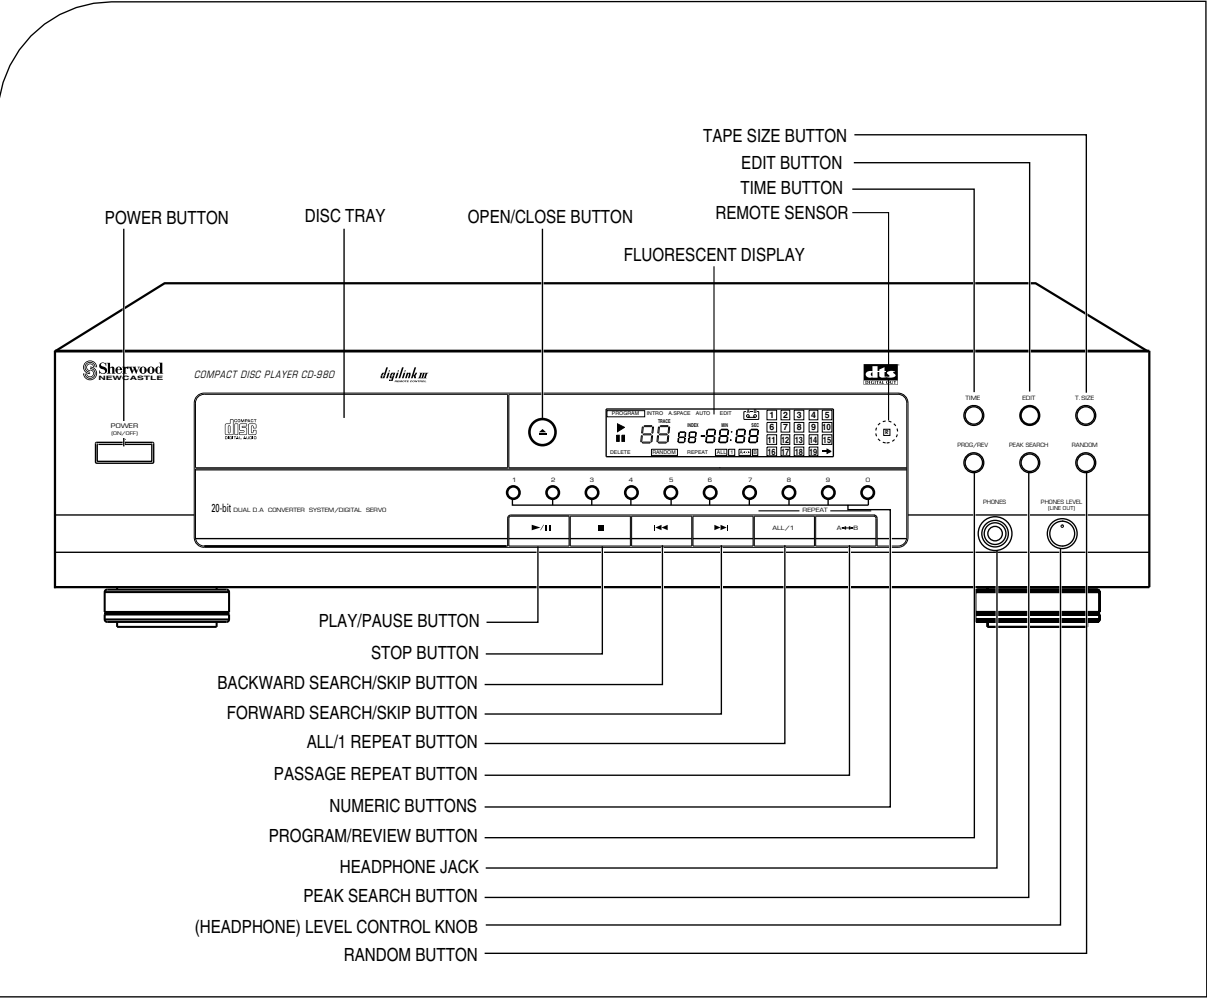 TAPE SIZE BUTTON
EDIT BUTTON
TIME BUTTON
REMOTE SENSOR
POWER BUTTON
DISC TRAY
OPEN/CLOSE BUTTON
FLUORESCENT DISPLAY
Sherwood
NEWCASTLE
COMPACT DISC PLAYER CD-980
digilink III
REMOTE CONTROL
dts
DIGITAL OUT
POWER
(ON/OFF)
COMPACT
disc
DIGITAL AUDIO
PROGRAM INTRO A.SPACE AUTO EDIT
TRACE INDEX MIN SEC
88 88-88:88
DELETE RANDOM REPEAT ALL 1 A B
1 2 3 4 5
6 7 8 9 10
11 12 13 14 15
16 17 18 19
R
TIME EDIT T. SIZE
PROG/REV PEAK SEARCH RANDOM
1 2 3 4 5 6 7 8 9 0
20-bit DUAL D.A CONVERTER SYSTEM/DIGITAL SERVO
REPEAT
ALL/1 A B
PHONES
PHONES LEVEL
(LINE OUT)
PLAY/PAUSE BUTTON
STOP BUTTON
BACKWARD SEARCH/SKIP BUTTON
FORWARD SEARCH/SKIP BUTTON
ALL/1 REPEAT BUTTON
PASSAGE REPEAT BUTTON
NUMERIC BUTTONS
PROGRAM/REVIEW BUTTON
HEADPHONE JACK
PEAK SEARCH BUTTON
(HEADPHONE) LEVEL CONTROL KNOB
RANDOM BUTTON